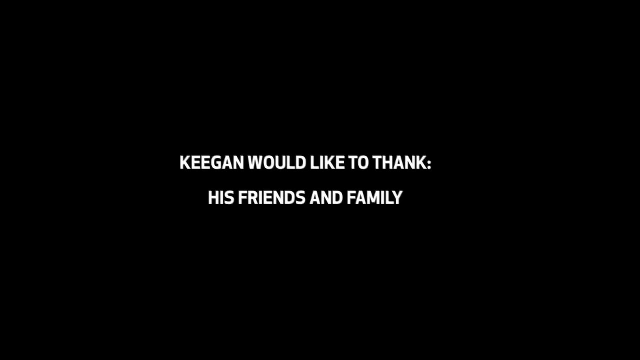 KEEGAN WOULD LIKE TO THANK:
HIS FRIENDS AND FAMILY